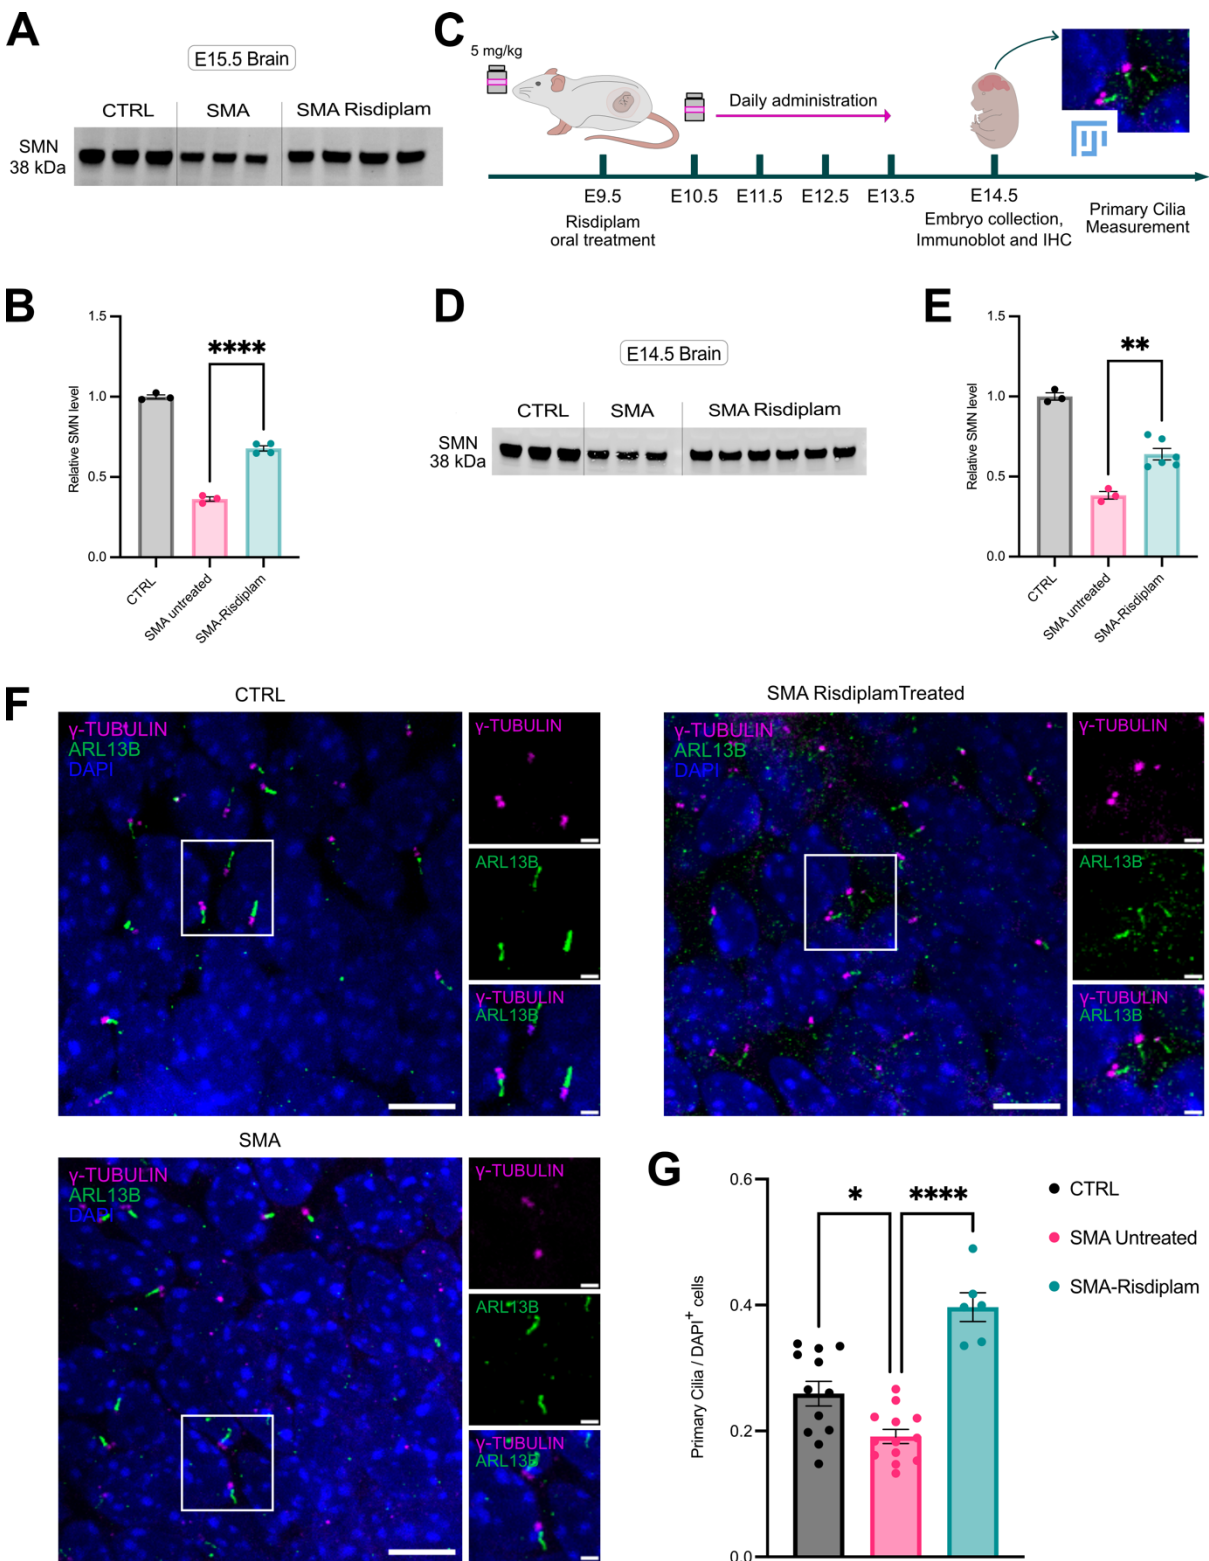 A
E15.5 Brain
CTRL
SMA
SMA Risdiplam
SMN
38 kDa
C
5 mg/kg
Daily administration
E9.5
E10.5
E11.5
E12.5
E13.5
E14.5
Risdiplam
oral treatment
Embryo collection,
Immunoblot and IHC
Primary Cilia
Measurement
B
Relative SMN level
1.5
1.0
0.5
0.0
****
CTRL
SMA untreated
SMA-Risdiplam
D
E14.5 Brain
CTRL
SMA
SMA Risdiplam
SMN
38 kDa
E
Relative SMN level
1.5
1.0
0.5
0.0
**
CTRL
SMA untreated
SMA-Risdiplam
F
CTRL
γ-TUBULIN
ARL13B
DAPI
γ-TUBULIN
ARL13B
γ-TUBULIN
ARL13B
SMA RisdiplamTreated
γ-TUBULIN
ARL13B
DAPI
γ-TUBULIN
ARL13B
γ-TUBULIN
ARL13B
SMA
γ-TUBULIN
ARL13B
DAPI
γ-TUBULIN
ARL13B
γ-TUBULIN
ARL13B
G
Primary Cilia / DAPI⁺ cells
0.6
0.4
0.2
0.0
*
****
CTRL
SMA Untreated
SMA-Risdiplam